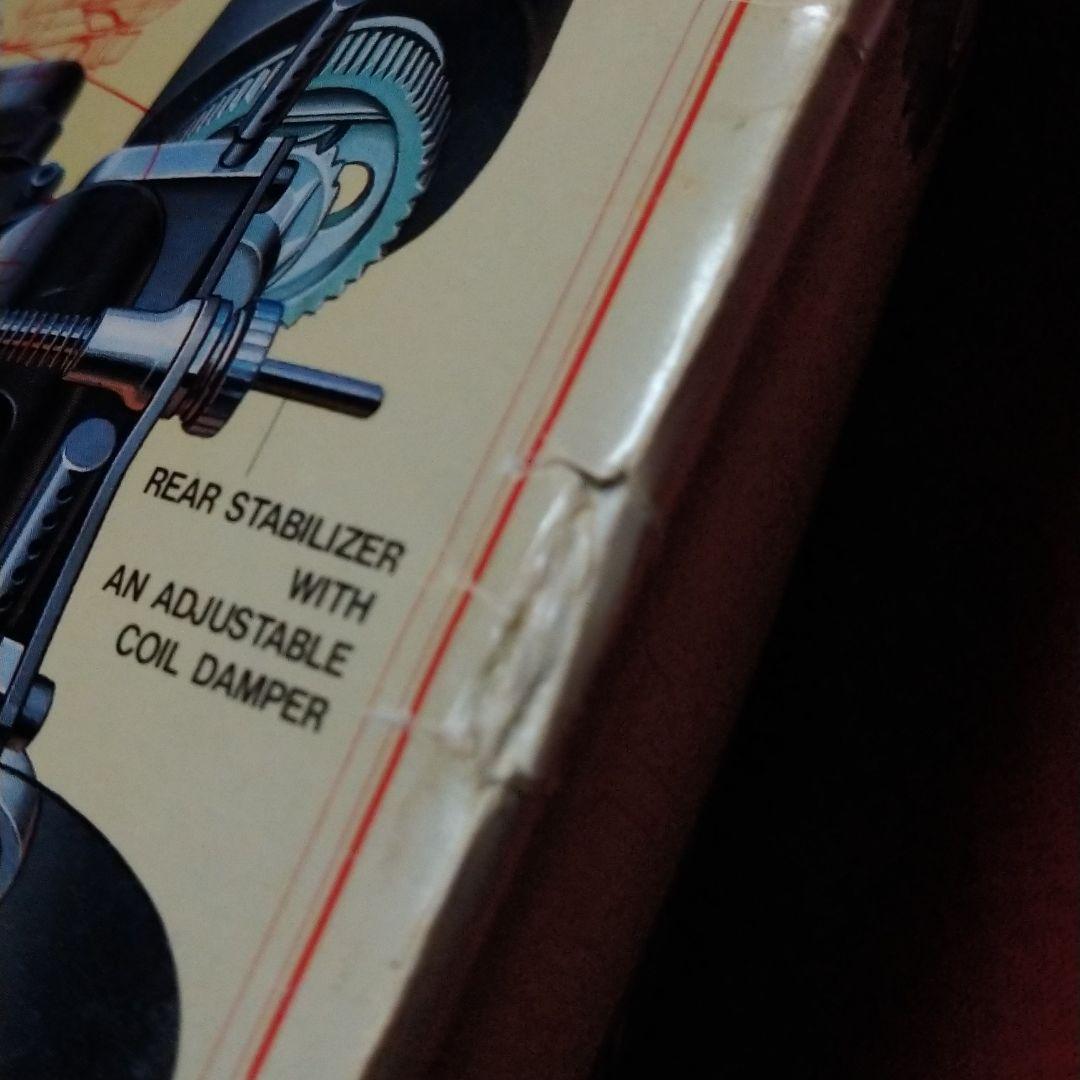 REAR STABILIZER
WITH
AN ADJUSTABLE
COIL DAMPER